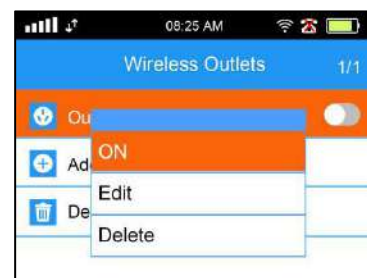 08:25 AM
Wireless Outlets 1/1
Ou
ON
Ad
Edit
De
Delete